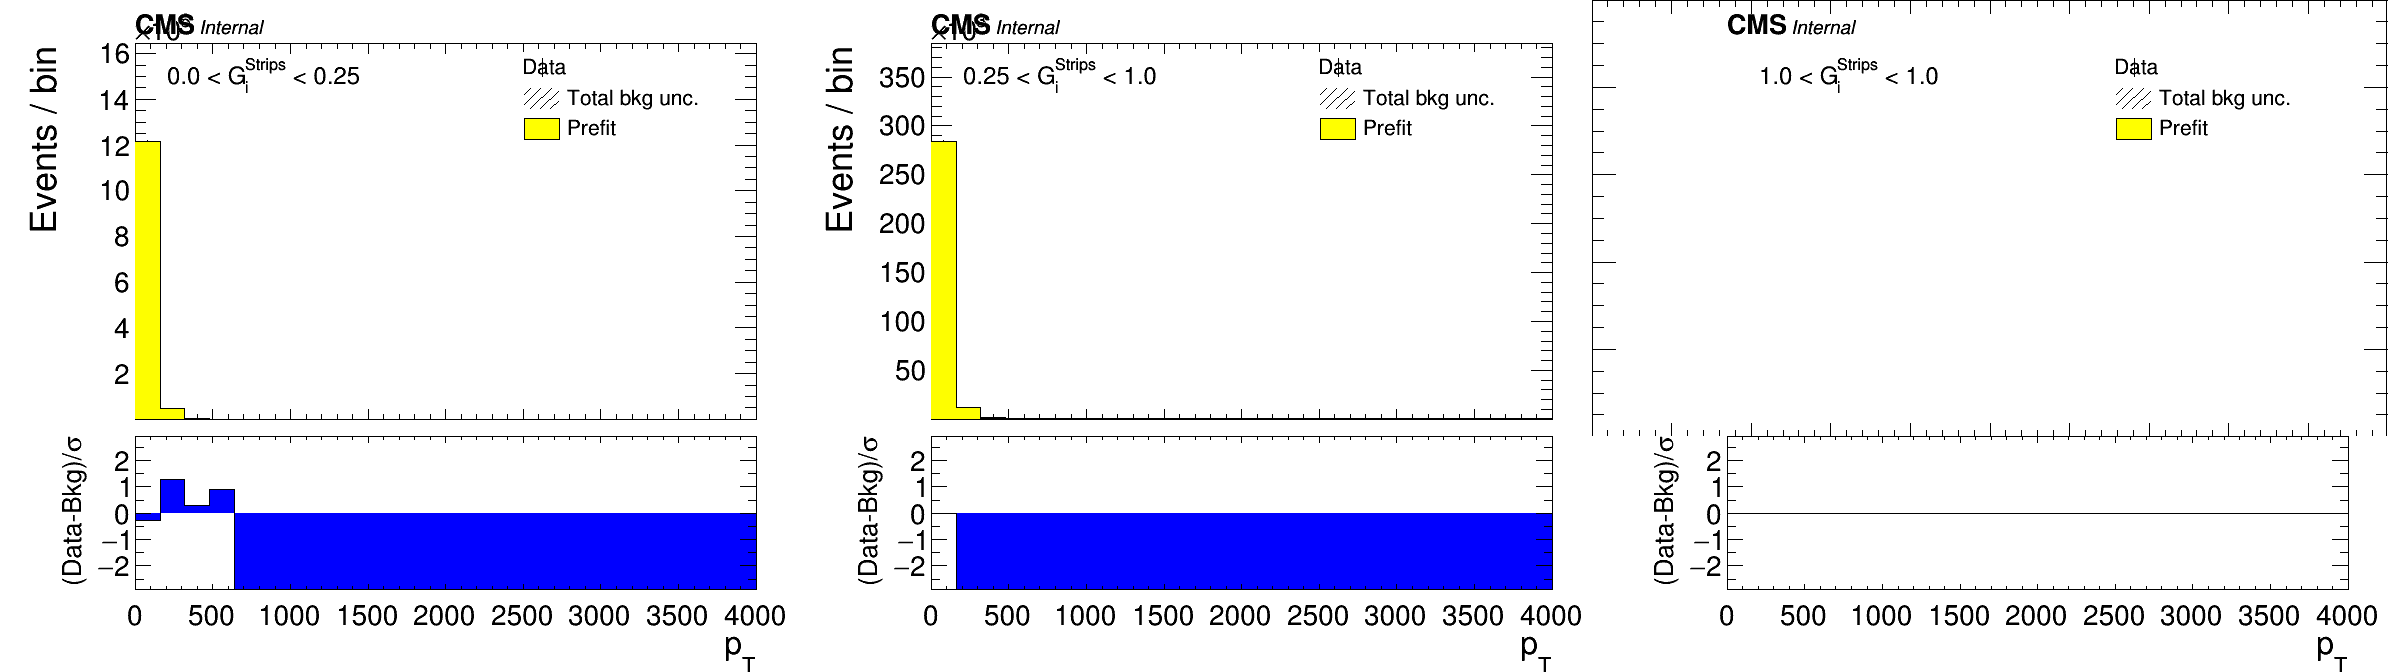 CMS Internal
×10³
Events / bin
0.0 < G_i^Strips < 0.25
Data
Total bkg unc.
Prefit
16
14
12
10
8
6
4
2
(Data-Bkg)/σ
2
1
0
−1
−2
0 500 1000 1500 2000 2500 3000 3500 4000
p_T
CMS Internal
Events / bin
0.25 < G_i^Strips < 1.0
Data
Total bkg unc.
Prefit
350
300
250
200
150
100
50
(Data-Bkg)/σ
2
1
0
−1
−2
0 500 1000 1500 2000 2500 3000 3500 4000
p_T
CMS Internal
1.0 < G_i^Strips < 1.0
Data
Total bkg unc.
Prefit
(Data-Bkg)/σ
2
1
0
−1
−2
0 500 1000 1500 2000 2500 3000 3500 4000
p_T